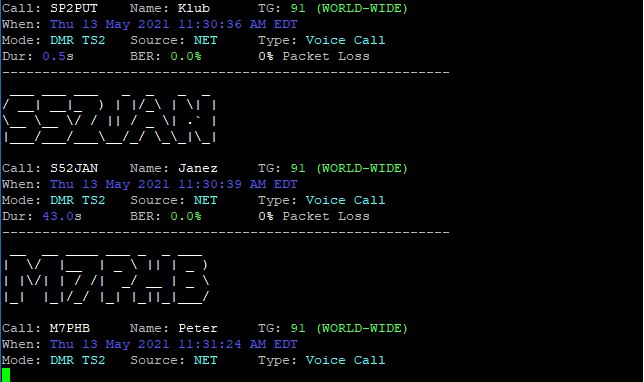 Call: SP2PUT Name: Klub TG: 91 (WORLD-WIDE)
When: Thu 13 May 2021 11:30:36 AM EDT
Mode: DMR TS2 Source: NET Type: Voice Call
Dur: 0.5s BER: 0.0% 0% Packet Loss
S52JAN
Call: S52JAN Name: Janez TG: 91 (WORLD-WIDE)
When: Thu 13 May 2021 11:30:39 AM EDT
Mode: DMR TS2 Source: NET Type: Voice Call
Dur: 43.0s BER: 0.0% 0% Packet Loss
M7PHB
Call: M7PHB Name: Peter TG: 91 (WORLD-WIDE)
When: Thu 13 May 2021 11:31:24 AM EDT
Mode: DMR TS2 Source: NET Type: Voice Call